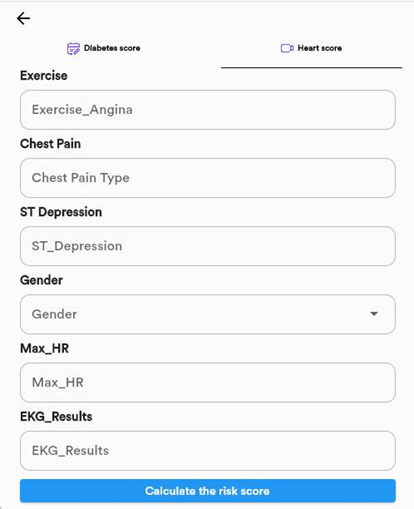 Diabetes score Heart score
Exercise
Exercise_Angina
Chest Pain
Chest Pain Type
ST Depression
ST_Depression
Gender
Gender
Max_HR
Max_HR
EKG_Results
EKG_Results
Calculate the risk score